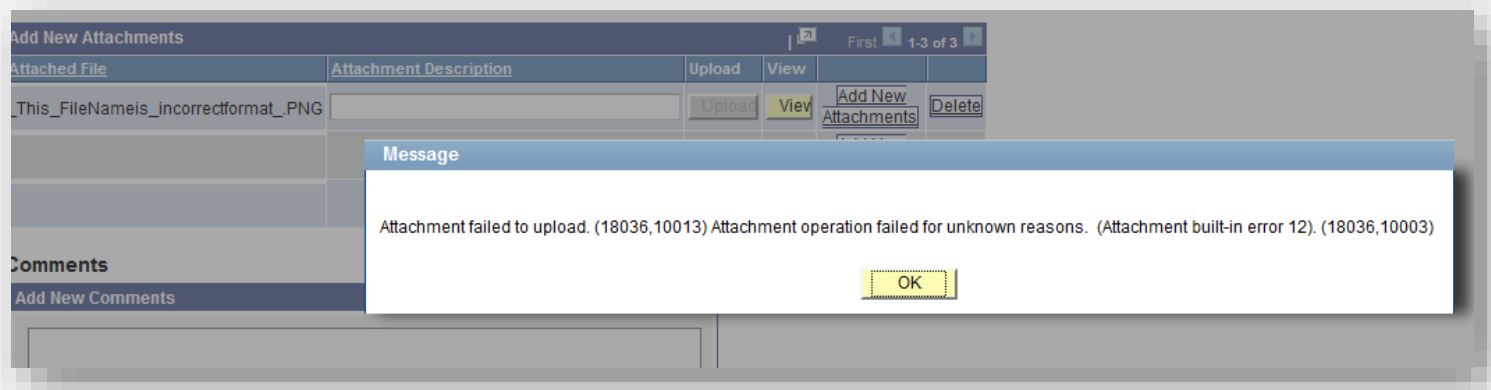 Add New Attachments First 1-3 of 3
Attached File Attachment Description Upload View
_This_FileNameis_incorrectformat_.PNG Upload View Add New Attachments Delete
Message
Attachment failed to upload. (18036,10013) Attachment operation failed for unknown reasons.  (Attachment built-in error 12). (18036,10003)
OK
Comments
Add New Comments